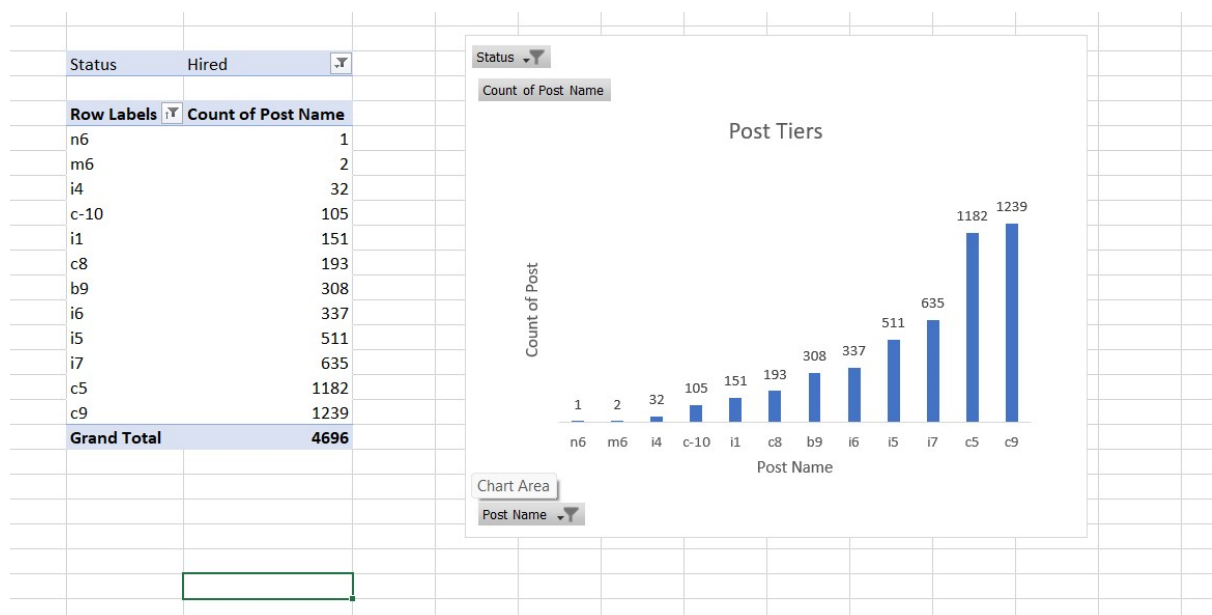 Status Hired
Row Labels Count of Post Name
n6 1
m6 2
i4 32
c-10 105
i1 151
c8 193
b9 308
i6 337
i5 511
i7 635
c5 1182
c9 1239
Grand Total 4696
Status
Count of Post Name
Post Tiers
Count of Post
1 2 32 105 151 193 308 337 511 635 1182 1239
n6 m6 i4 c-10 i1 c8 b9 i6 i5 i7 c5 c9
Post Name
Chart Area
Post Name